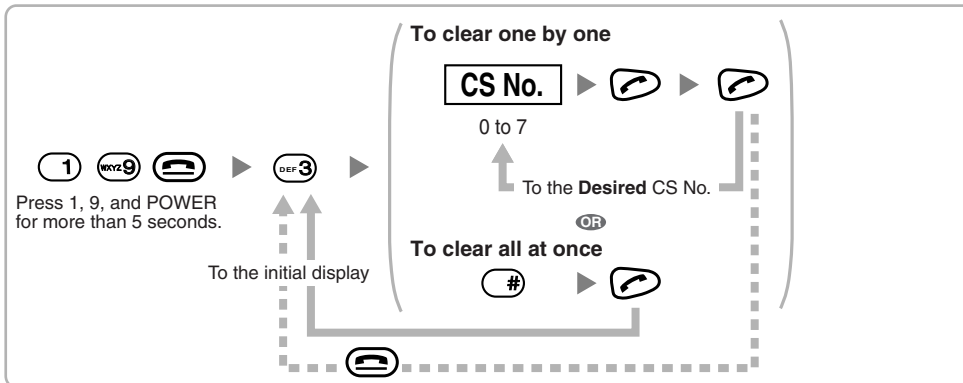 To clear one by one
CS No.
0 to 7
1 WXYZ9 DEF3
Press 1, 9, and POWER
for more than 5 seconds.
To the Desired CS No.
OR
To clear all at once
To the initial display
#